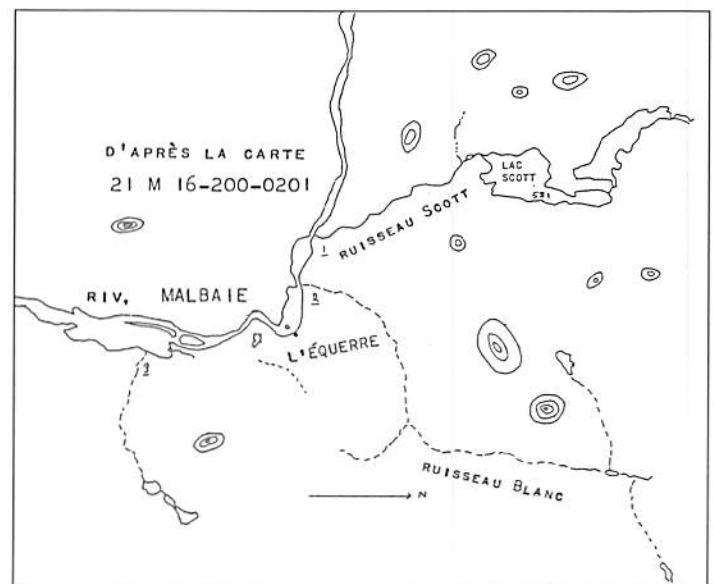 D'APRÈS LA CARTE
21 M 16-200-0201
LAC
SCOTT
531
RUISSEAU SCOTT
1
RIV, MALBAIE
2
L'ÉQUERRE
3
RUISSEAU BLANC
N